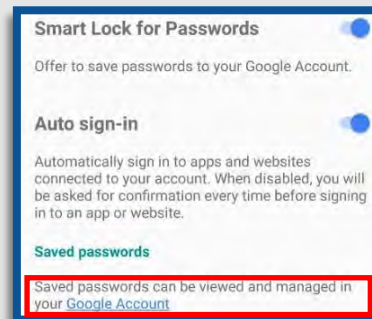 Smart Lock for Passwords
Offer to save passwords to your Google Account.
Auto sign-in
Automatically sign in to apps and websites
connected to your account. When disabled, you will
be asked for confirmation every time before signing
in to an app or website.
Saved passwords
Saved passwords can be viewed and managed in
your Google Account